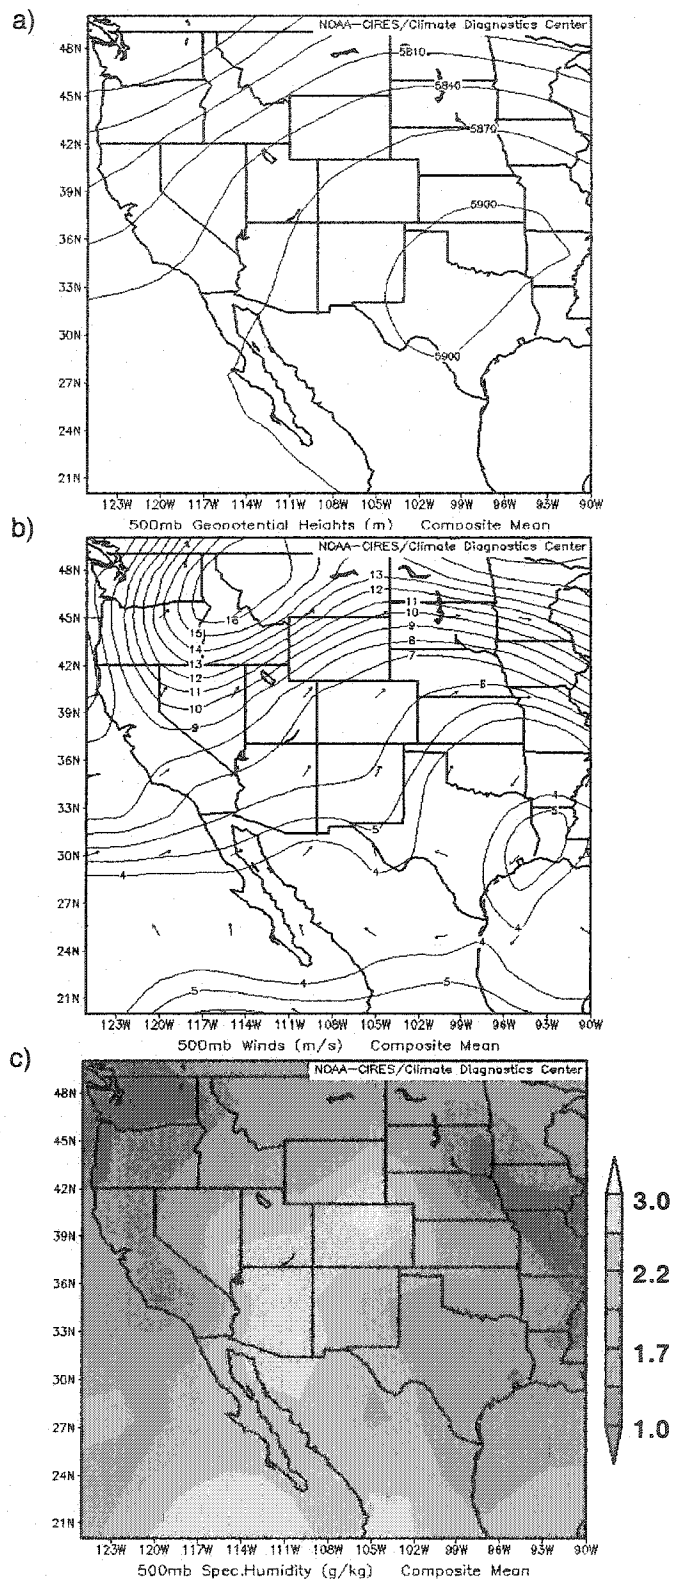 a)
NOAA-CIRES/Climate Diagnostics Center
48N
45N
42N
39N
36N
33N
30N
27N
24N
21N
5810
5840
5870
5900
5900
123W 120W 117W 114W 111W 108W 105W 102W 99W 96W 93W 90W
500mb Geopotential Heights (m) Composite Mean
b)
NOAA-CIRES/Climate Diagnostics Center
48N
45N
42N
39N
36N
33N
30N
27N
24N
21N
13
12
11
10
9
8
7
6
16
15
14
13
12
11
10
9
5
4
4
4
5
4
4
4
5
5
123W 120W 117W 114W 111W 108W 105W 102W 99W 96W 93W 90W
500mb Winds (m/s) Composite Mean
c)
NOAA-CIRES/Climate Diagnostics Center
48N
45N
42N
39N
36N
33N
30N
27N
24N
21N
3.0
2.2
1.7
1.0
123W 120W 117W 114W 111W 108W 105W 102W 99W 96W 93W 90W
500mb Spec.Humidity (g/kg) Composite Mean